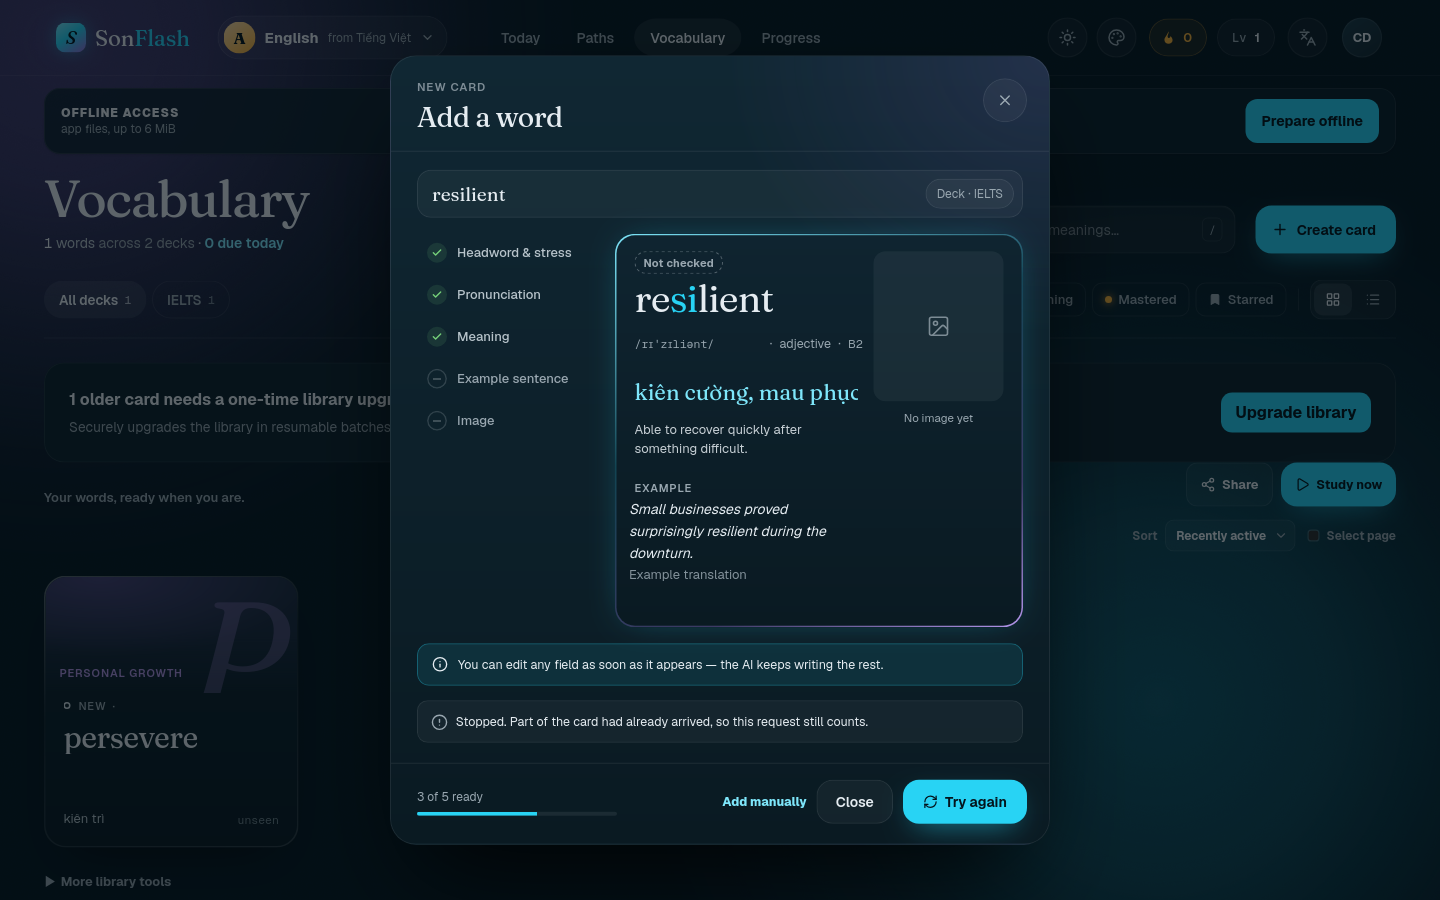 S SonFlash
A English from Tiếng Việt
Today Paths Vocabulary Progress
0
Lv 1
CD
OFFLINE ACCESS
app files, up to 6 MiB
Prepare offline
Vocabulary
1 words across 2 decks · 0 due today
meanings... /
Create card
All decks 1
IELTS 1
Mastered
Starred
1 older card needs a one-time library
Securely upgrades the library in resumable batches
Upgrade library
Your words, ready when you are.
Share
Study now
Sort Recently active
Select page
P
PERSONAL GROWTH
NEW ·
persevere
kiên trì
unseen
More library tools
NEW CARD
Add a word
resilient
Deck · IELTS
Headword & stress
Pronunciation
Meaning
Example sentence
Image
Not checked
resilient
/rɪˈzɪliənt/ · adjective · B2
kiên cường, mau phục
Able to recover quickly after
something difficult.
EXAMPLE
Small businesses proved
surprisingly resilient during the
downturn.
Example translation
No image yet
You can edit any field as soon as it appears — the AI keeps writing the rest.
Stopped. Part of the card had already arrived, so this request still counts.
3 of 5 ready
Add manually
Close
Try again